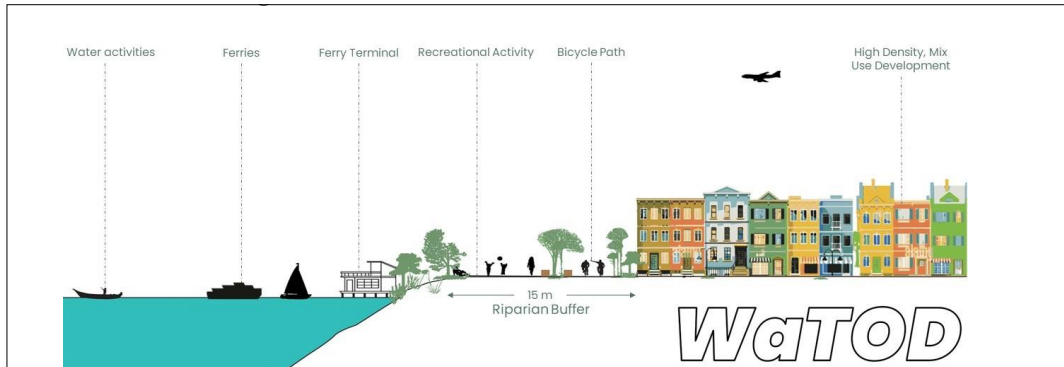 Water activities
Ferries
Ferry Terminal
Recreational Activity
Bicycle Path
High Density, Mix
Use Development
15 m
Riparian Buffer
WaTOD